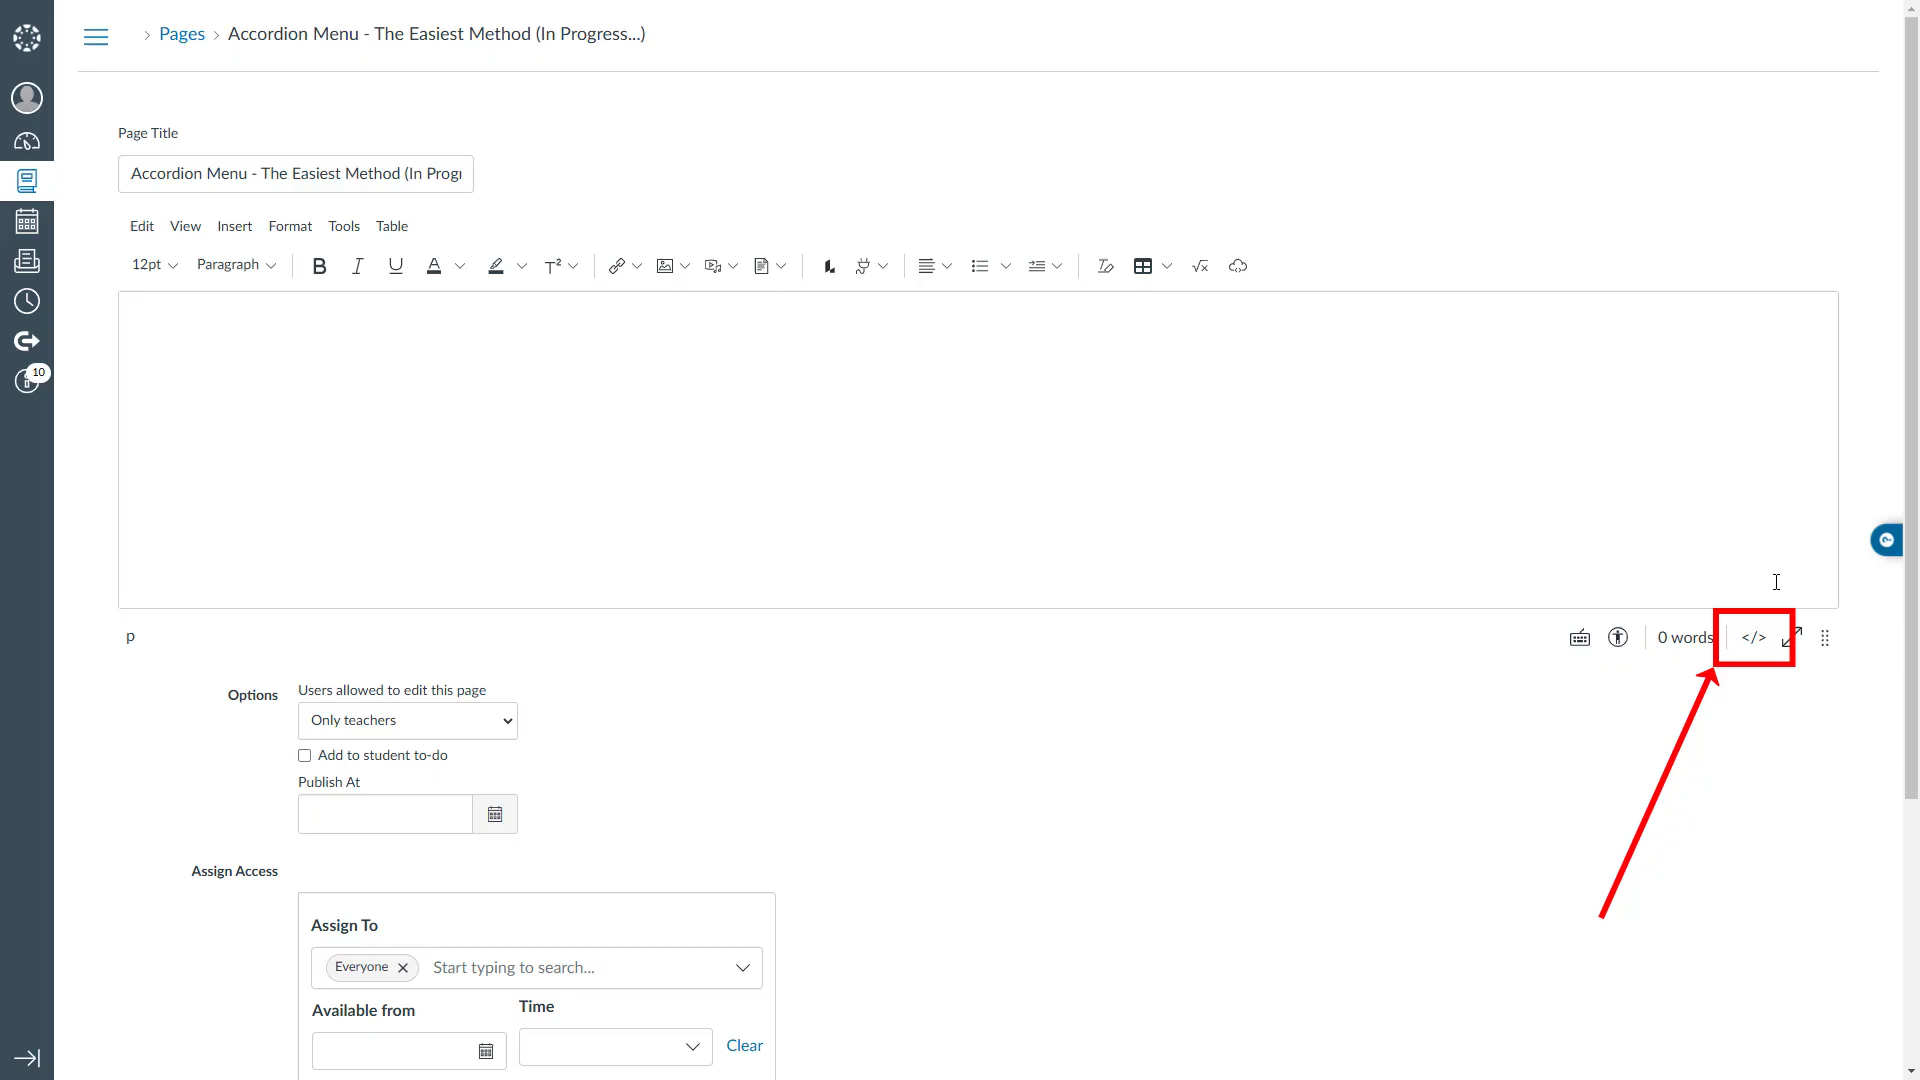 Pages
Accordion Menu - The Easiest Method (In Progress...)
Page Title
Accordion Menu - The Easiest Method (In Progr
Edit View Insert Format Tools Table
12pt Paragraph
10
p
0 words </>
Options
Users allowed to edit this page
Only teachers
Add to student to-do
Publish At
Assign Access
Assign To
Everyone Start typing to search...
Available from Time
Clear